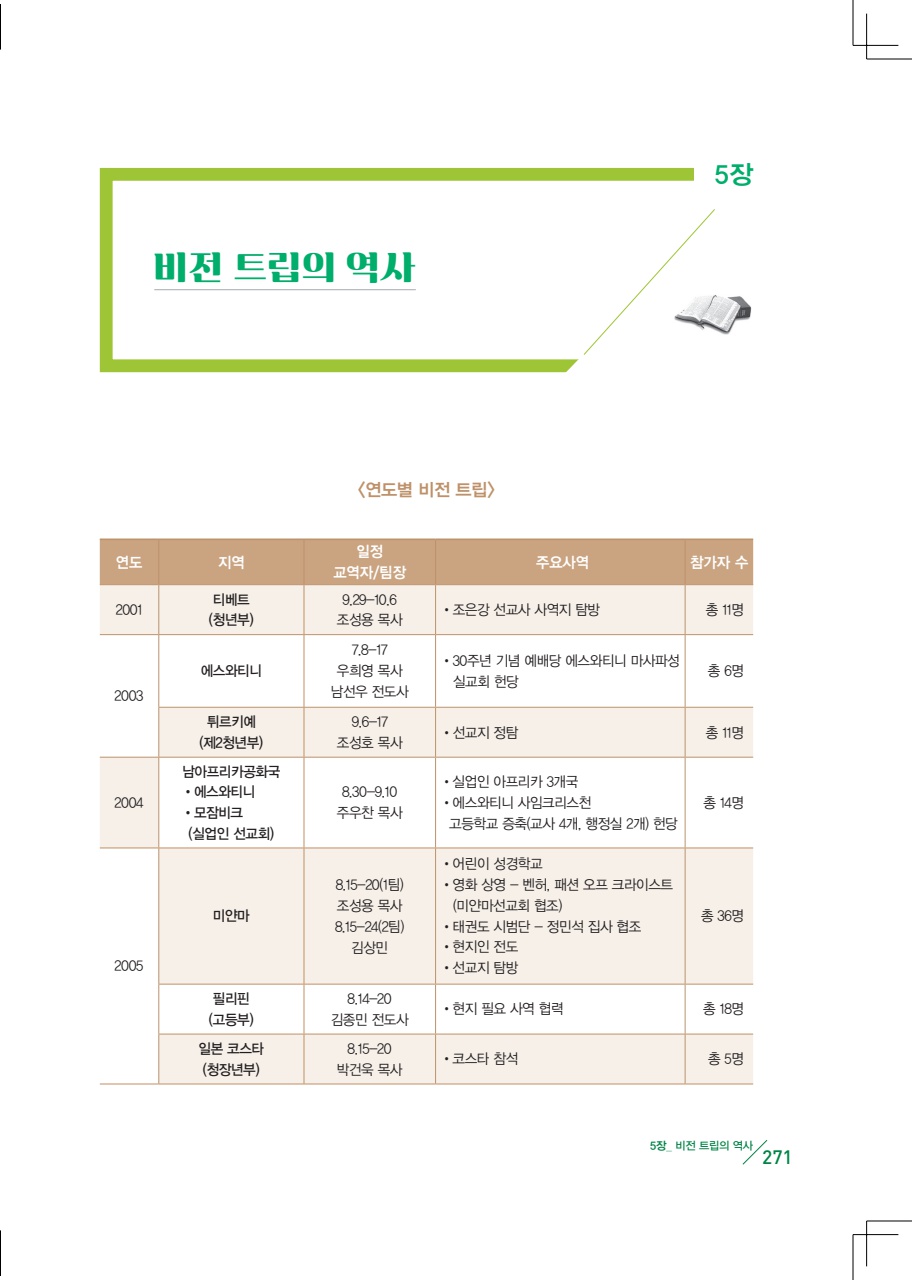 5장
비전 트립의 역사
〈연도별 비전 트립〉
연도 지역 일정 교역자/팀장 주요사역 참가자 수
2001
티베트
(청년부)
9.29-10.6
조성용 목사
• 조은강 선교사 사역지 탐방
총 11명
2003
에스와티니
7.8-17
우희영 목사
남선우 전도사
• 30주년 기념 예배당 에스와티니 마사파성
실교회 헌당
총 6명
튀르키예
(제2청년부)
9.6-17
조성호 목사
• 선교지 정탐
총 11명
2004
남아프리카공화국
• 에스와티니
• 모잠비크
(실업인 선교회)
8.30-9.10
주우찬 목사
• 실업인 아프리카 3개국
• 에스와티니 사임크리스천
고등학교 증축(교사 4개, 행정실 2개) 헌당
총 14명
2005
미얀마
8.15-20(1팀)
조성용 목사
8.15-24(2팀)
김상민
• 어린이 성경학교
• 영화 상영 - 벤허, 패션 오프 크라이스트
(미얀마선교회 협조)
• 태권도 시범단 - 정민석 집사 협조
• 현지인 전도
• 선교지 탐방
총 36명
필리핀
(고등부)
8.14-20
김종민 전도사
• 현지 필요 사역 협력
총 18명
일본 코스타
(청장년부)
8.15-20
박건욱 목사
• 코스타 참석
총 5명
5장_ 비전 트립의 역사
271